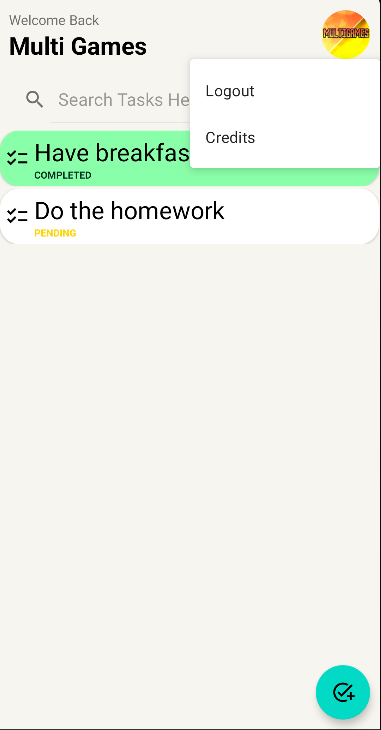 Welcome Back
Multi Games
MULTIGAMES
Logout
Search Tasks He
Credits
Have breakfas
COMPLETED
Do the homework
PENDING